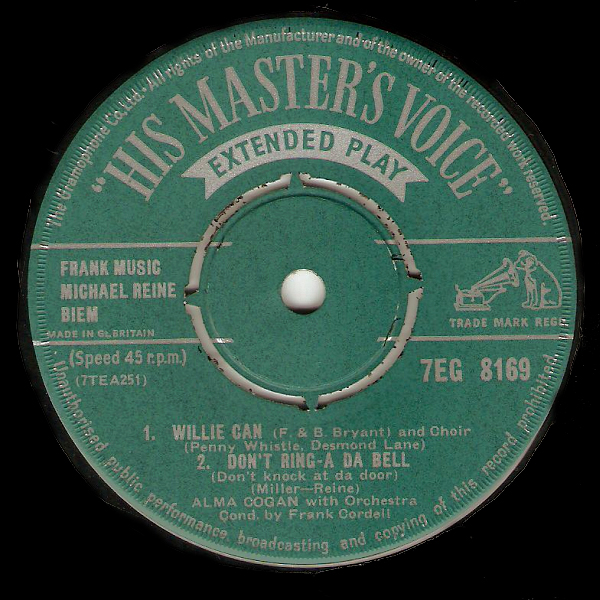 The Gramophone Co. Ltd. All rights of the Manufacturer and of the owner of the recorded work reserved.
"HIS MASTER'S VOICE"
EXTENDED PLAY
FRANK MUSIC
MICHAEL REINE
BIEM
MADE IN GT. BRITAIN
TRADE MARK REGD
(Speed 45 r.p.m.)
(7TEA251)
7EG 8169
1. WILLIE CAN (F. & B. Bryant) and Choir
(Penny Whistle, Desmond Lane)
2. DON'T RING-A DA BELL
(Don't knock at da door)
(Miller—Reine)
ALMA COGAN with Orchestra
Cond. by Frank Cordell
Unauthorised public performance, broadcasting and copying of this record prohibited